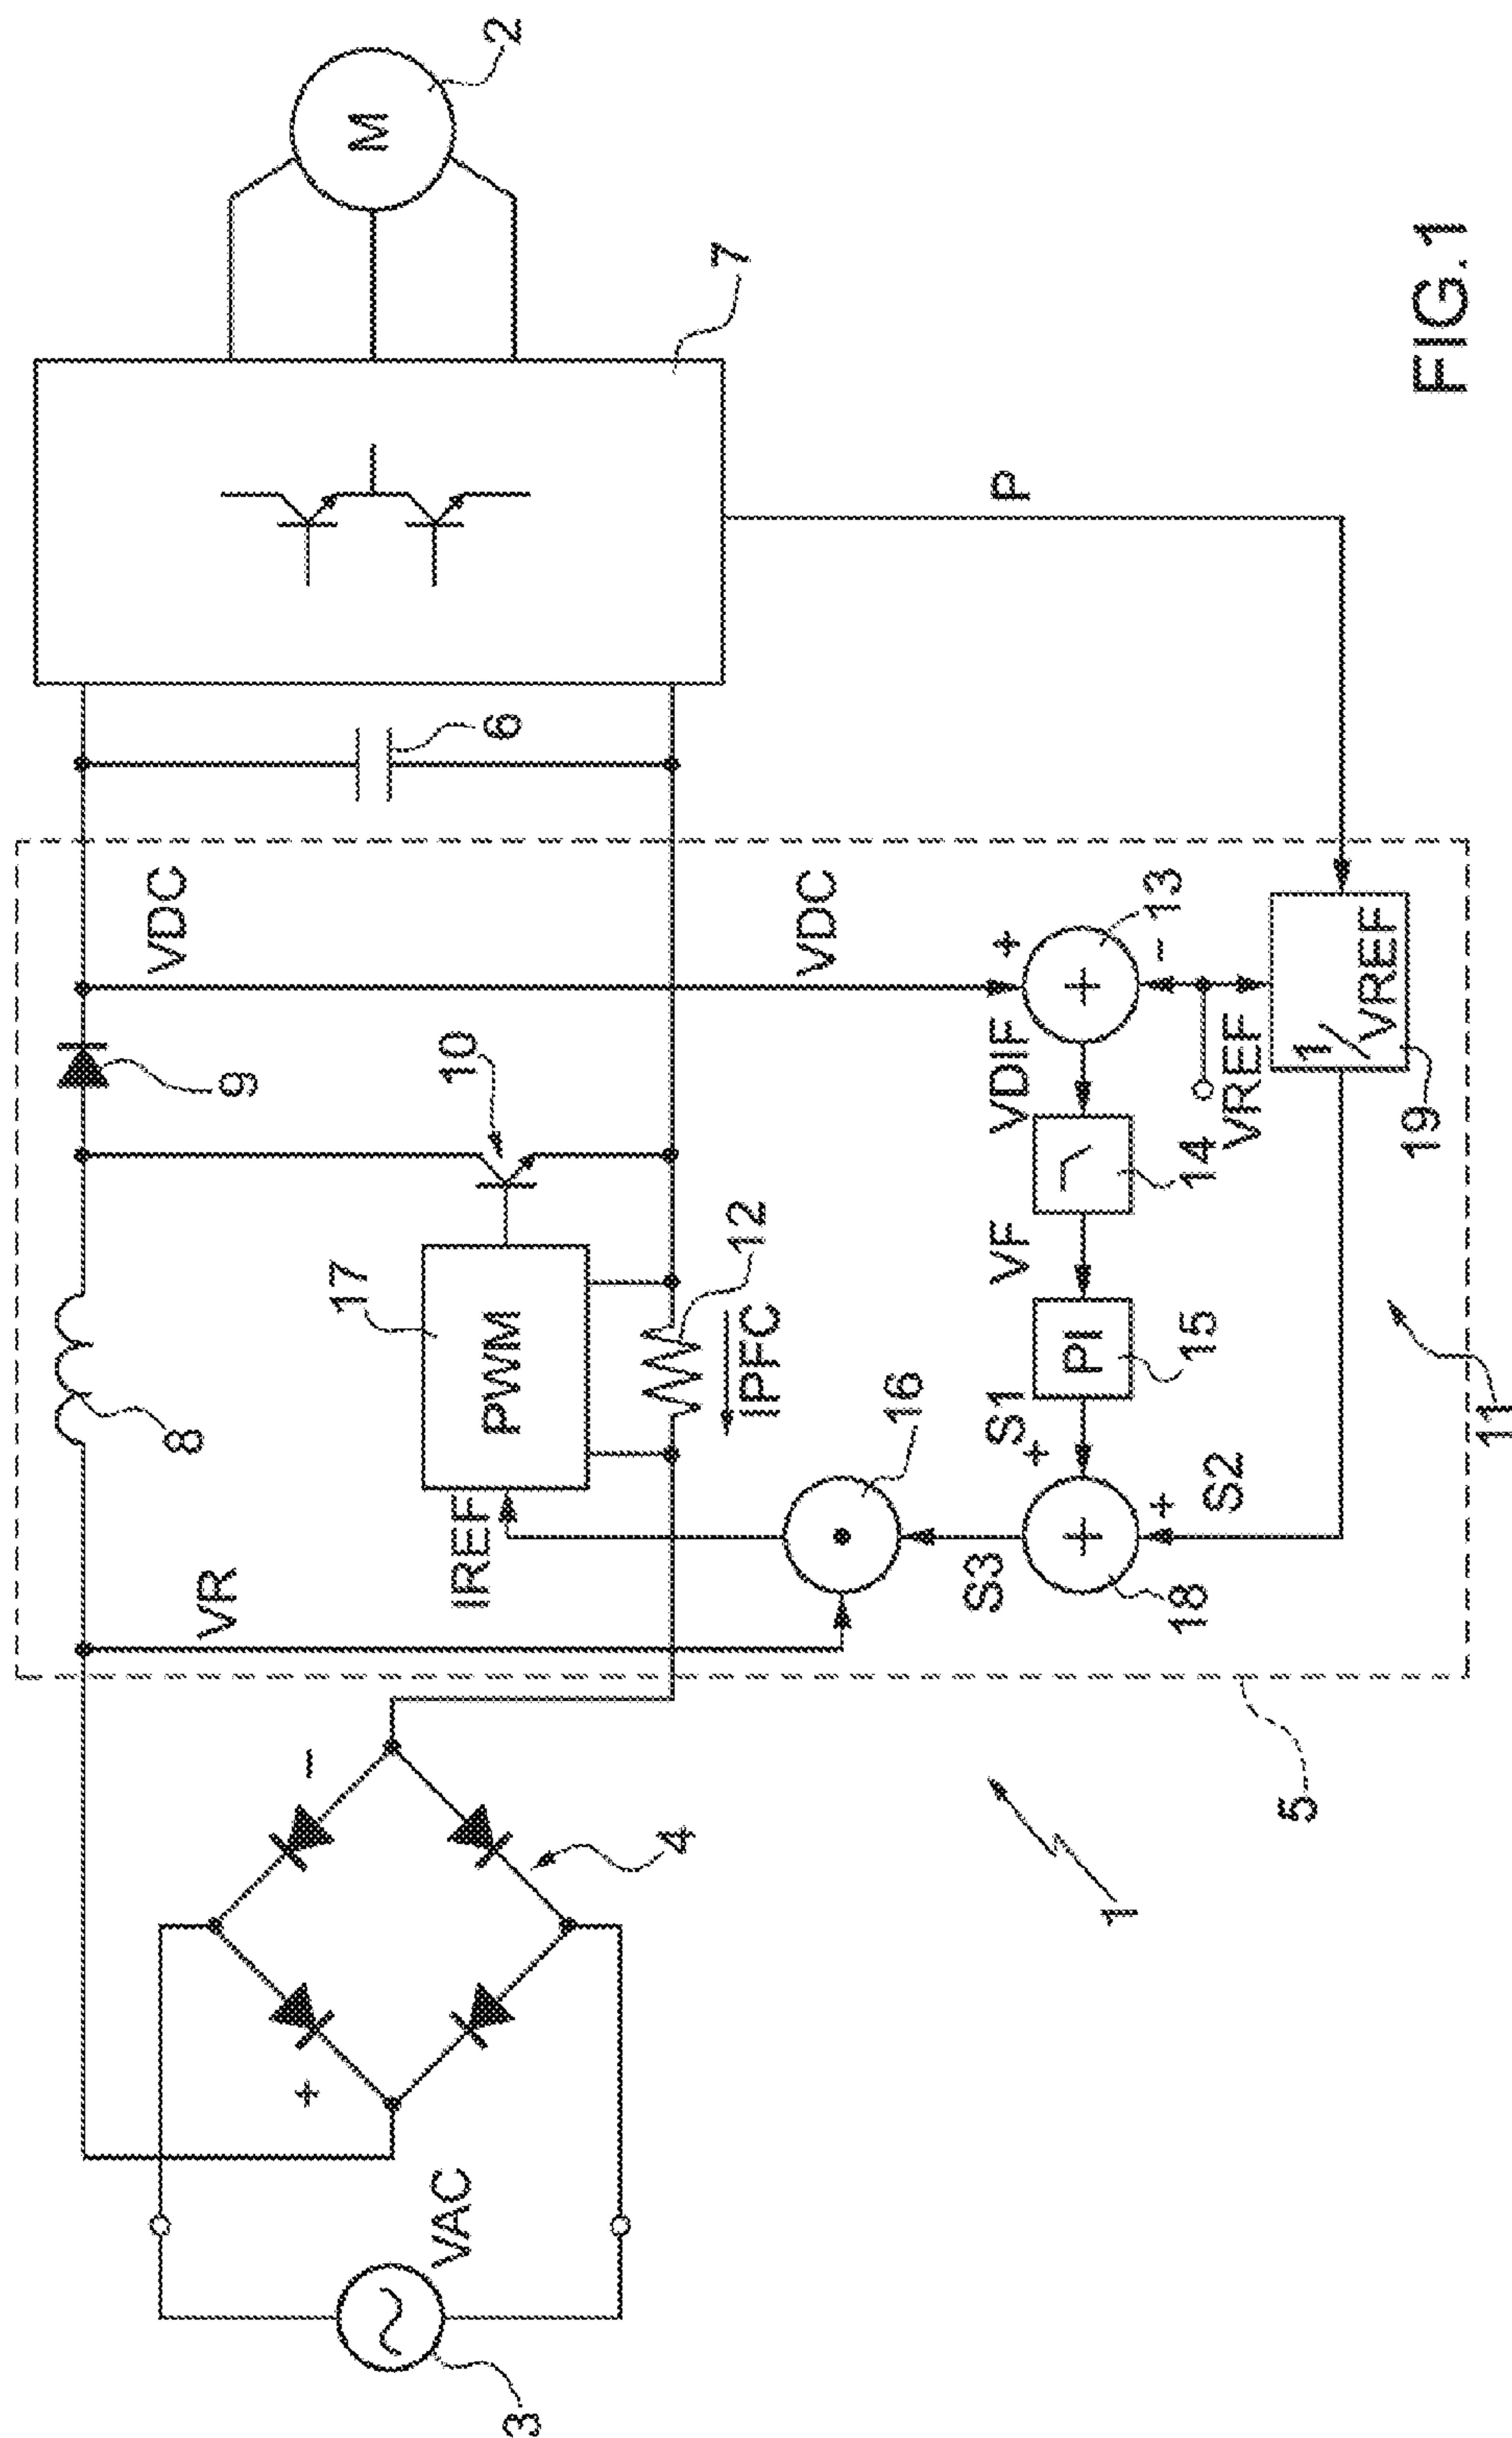 VDC
9
8
VR
+
-
4
VAC
3
6
7
M
2
10
17
PWM
IREF
12
IPFC
16
VDC
P
+
+
13
-
VDIF
14
VREF
VF
PI
15
S1
+
+
+
S2
S3
18
1/VREF
19
11
5
1
FIG.1